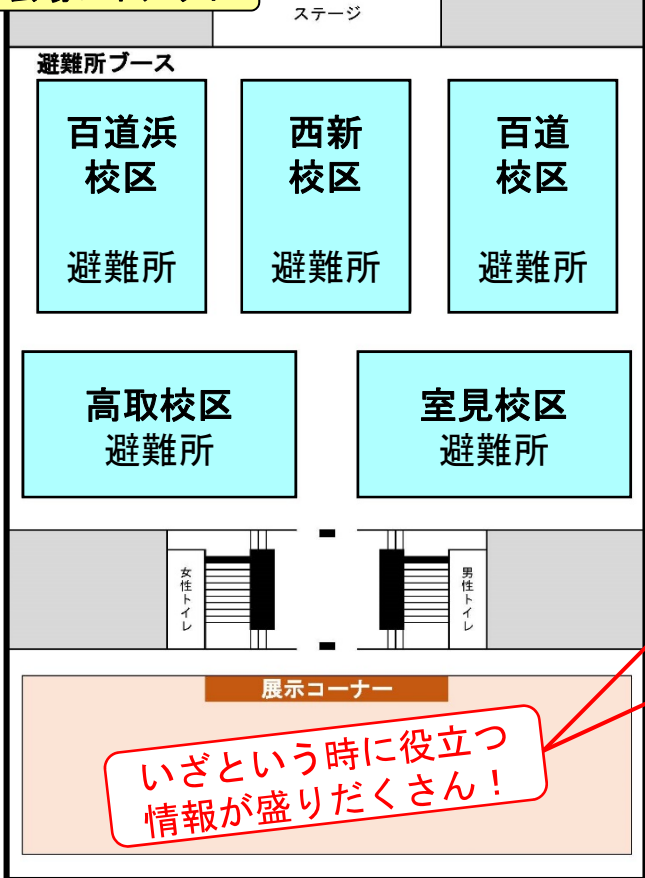 ステージ
避難所ブース
百道浜
校区
避難所
西新
校区
避難所
百道
校区
避難所
高取校区
避難所
室見校区
避難所
女性トイレ
男性トイレ
展示コーナー
いざという時に役立つ
情報が盛りだくさん！